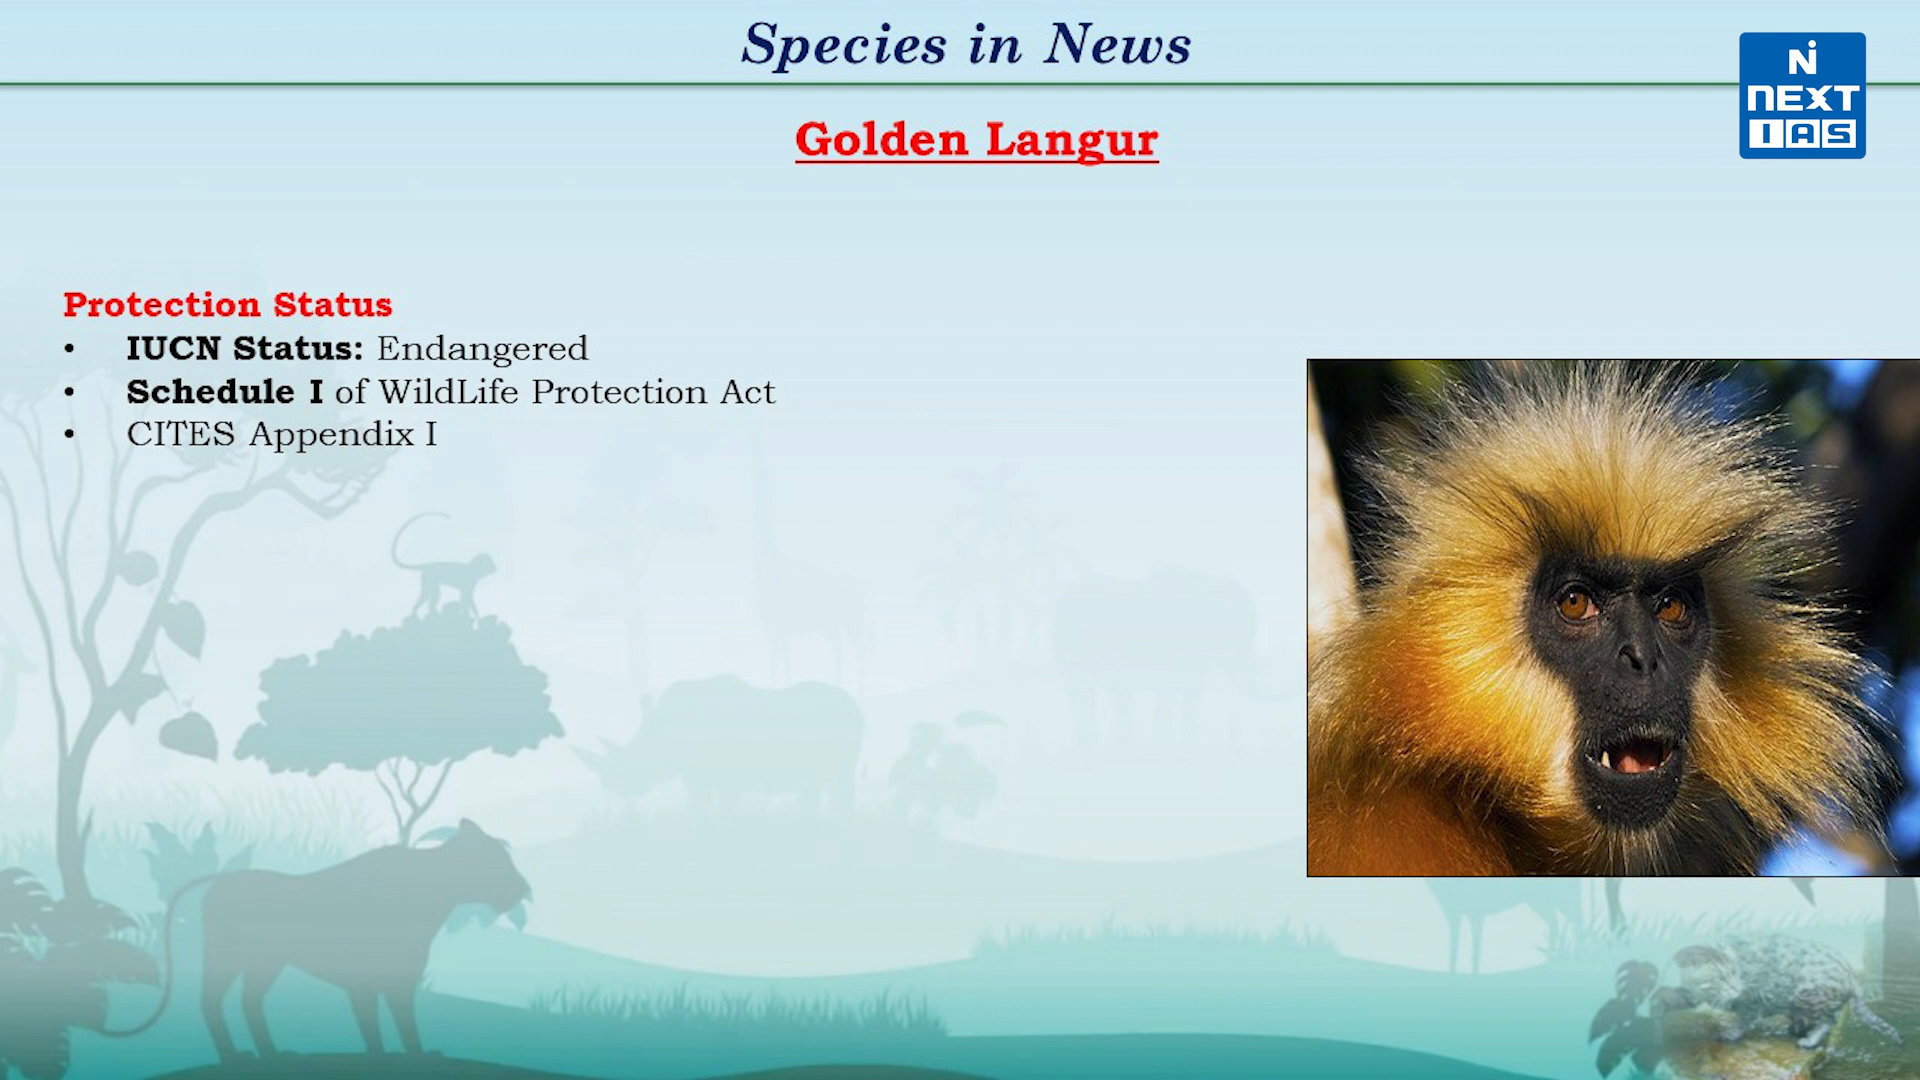 Species in News
Ni
NEXT
IAS
Golden Langur
Protection Status
• IUCN Status: Endangered
• Schedule I of WildLife Protection Act
• CITES Appendix I